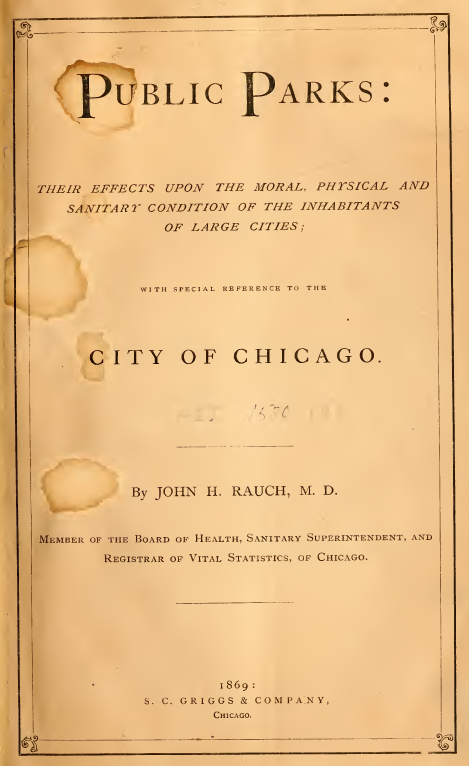 PUBLIC PARKS:
THEIR EFFECTS UPON THE MORAL, PHYSICAL AND
SANITARY CONDITION OF THE INHABITANTS
OF LARGE CITIES;
WITH SPECIAL REFERENCE TO THE
CITY OF CHICAGO.
By JOHN H. RAUCH, M. D.
MEMBER OF THE BOARD OF HEALTH, SANITARY SUPERINTENDENT, AND
REGISTRAR OF VITAL STATISTICS, OF CHICAGO.
1869:
S. C. GRIGGS & COMPANY,
CHICAGO.